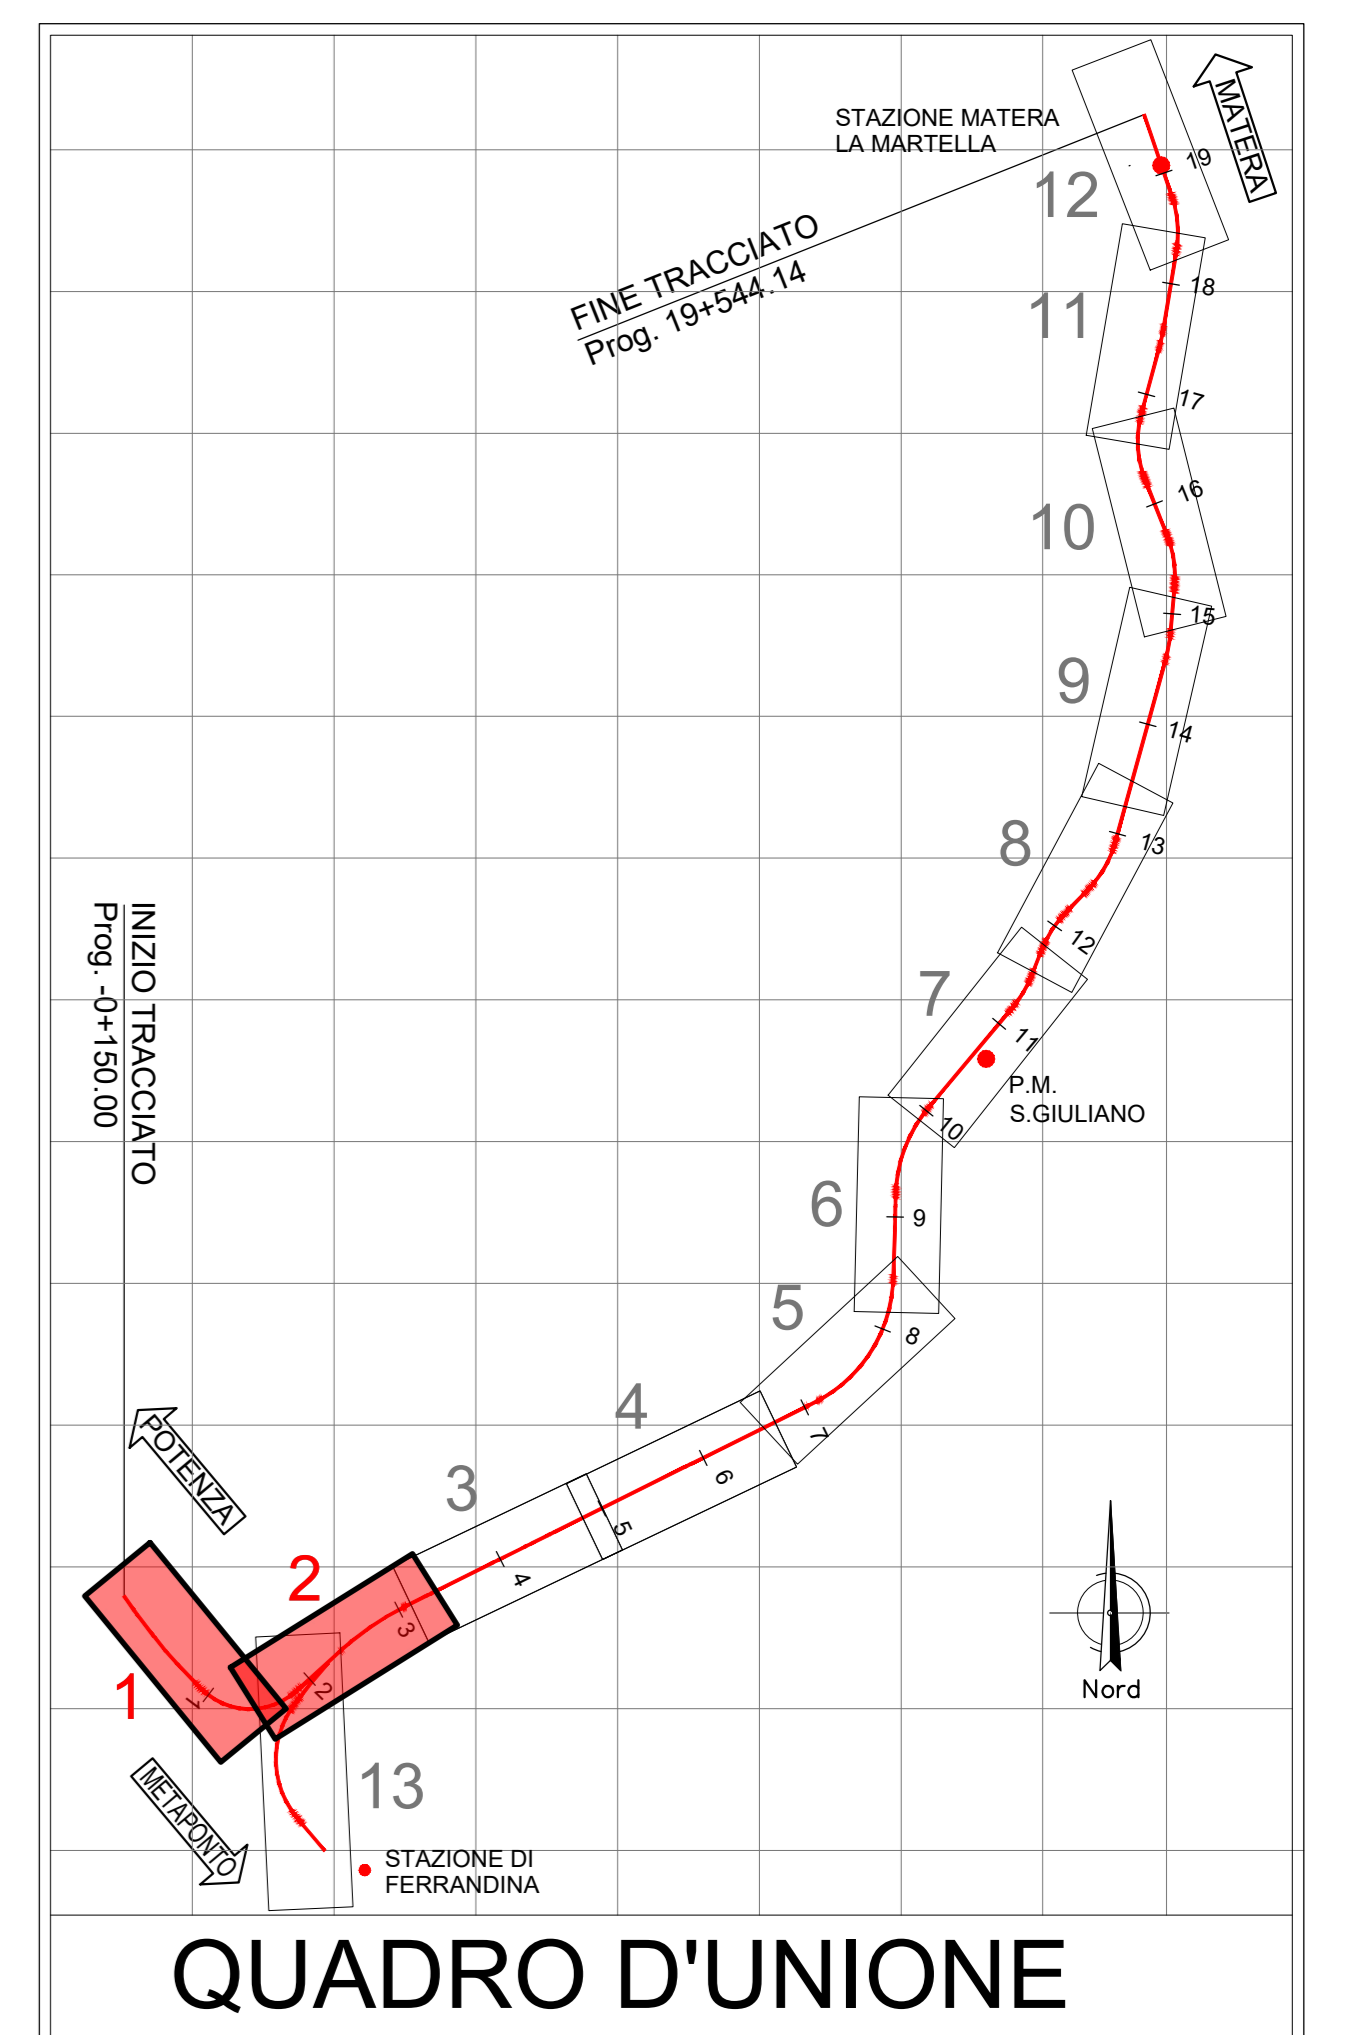 MATERA
STAZIONE MATERA
LA MARTELLA
19
12
FINE TRACCIATO
Prog. 19+544.14
18
11
17
16
10
15
9
14
8
13
12
7
11
P.M.
S.GIULIANO
10
INIZIO TRACCIATO
Prog. -0+150.00
6
9
5
8
4
7
6
3
5
POTENZA
2
4
3
Nord
1
1
2
METAPONTO
13
STAZIONE DI
FERRANDINA
QUADRO D'UNIONE